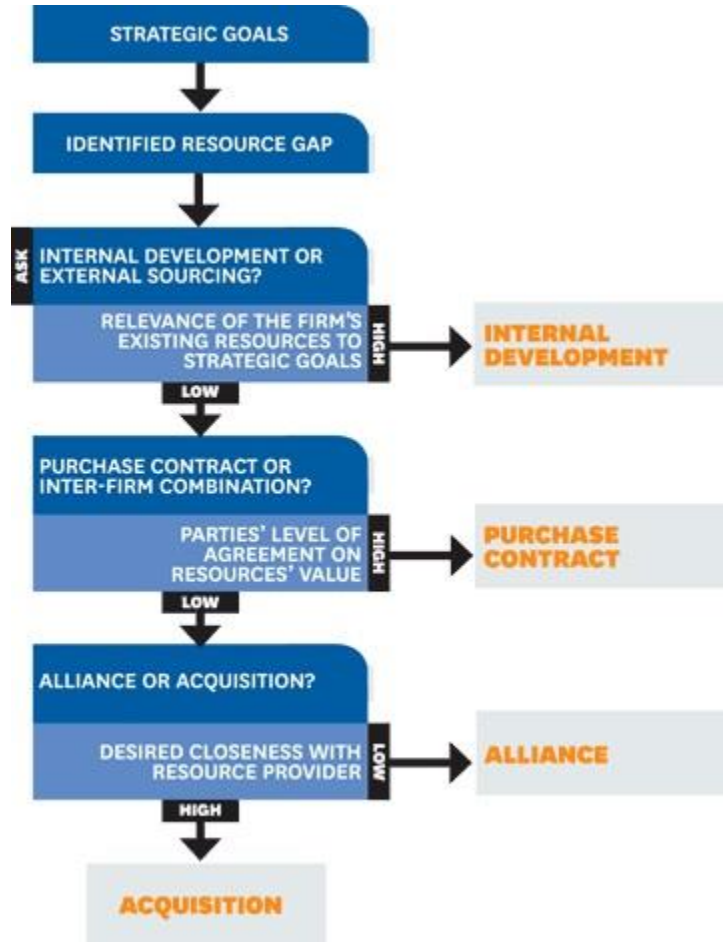 STRATEGIC GOALS
IDENTIFIED RESOURCE GAP
ASK
INTERNAL DEVELOPMENT OR
EXTERNAL SOURCING?
RELEVANCE OF THE FIRM'S
EXISTING RESOURCES TO
STRATEGIC GOALS
HIGH
INTERNAL
DEVELOPMENT
LOW
PURCHASE CONTRACT OR
INTER-FIRM COMBINATION?
PARTIES' LEVEL OF
AGREEMENT ON
RESOURCES' VALUE
HIGH
PURCHASE
CONTRACT
LOW
ALLIANCE OR ACQUISITION?
DESIRED CLOSENESS WITH
RESOURCE PROVIDER
LOW
ALLIANCE
HIGH
ACQUISITION